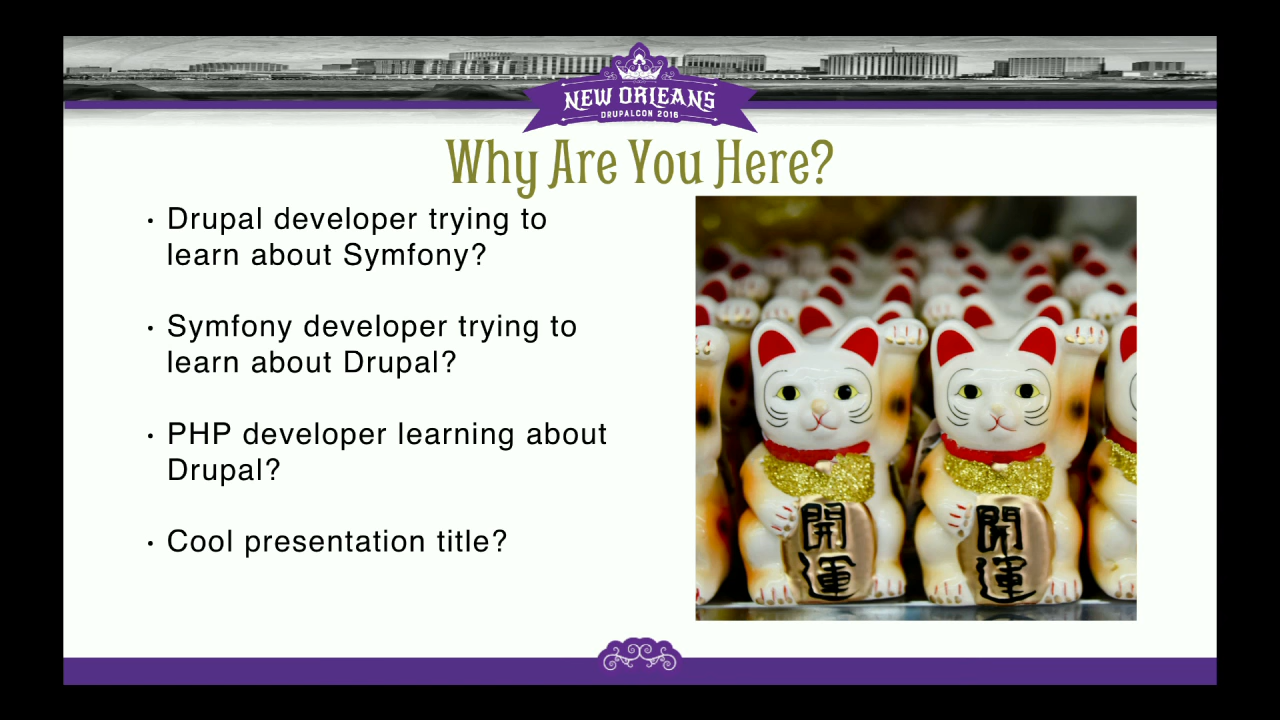 NEW ORLEANS
DRUPALCON 2016
Why Are You Here?
• Drupal developer trying to
learn about Symfony?
• Symfony developer trying to
learn about Drupal?
• PHP developer learning about
Drupal?
• Cool presentation title?
開運
開運